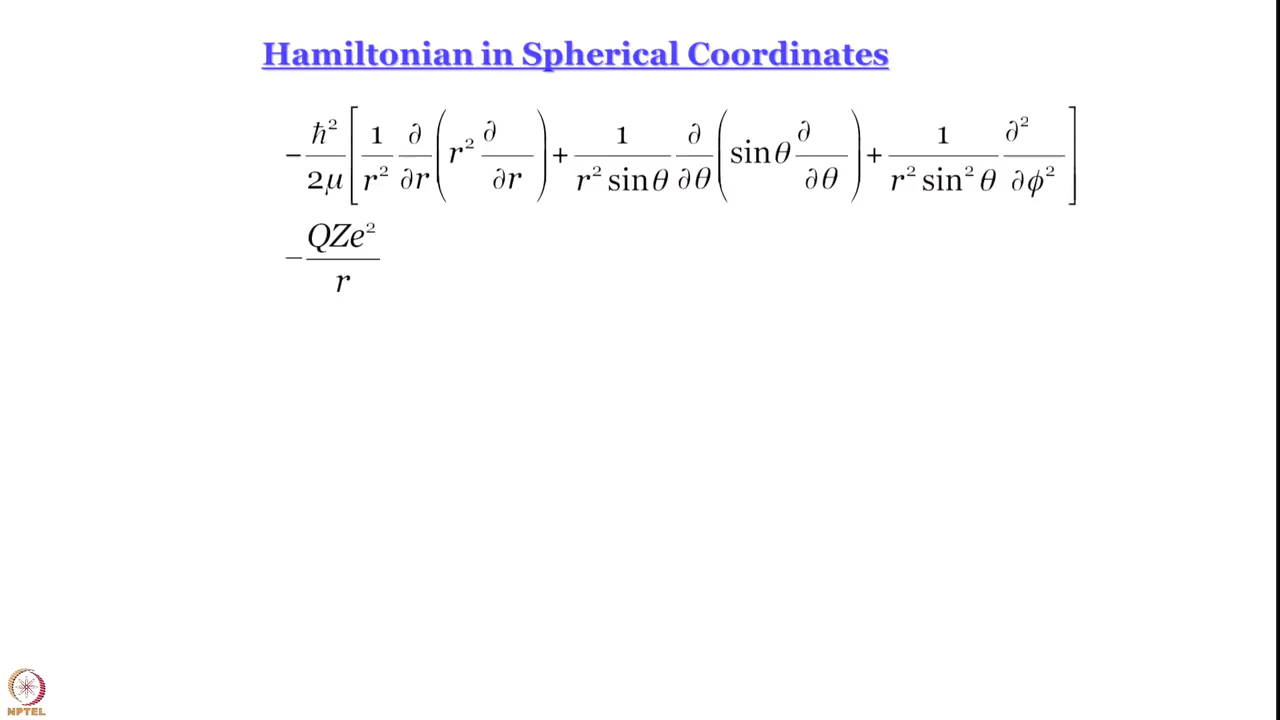 Hamiltonian in Spherical Coordinates
−ℏ²/2μ [ 1/r² ∂/∂r ( r² ∂/∂r ) + 1/(r² sinθ) ∂/∂θ ( sinθ ∂/∂θ ) + 1/(r² sin² θ) ∂²/∂ϕ² ]
− QZe²/r
NPTEL